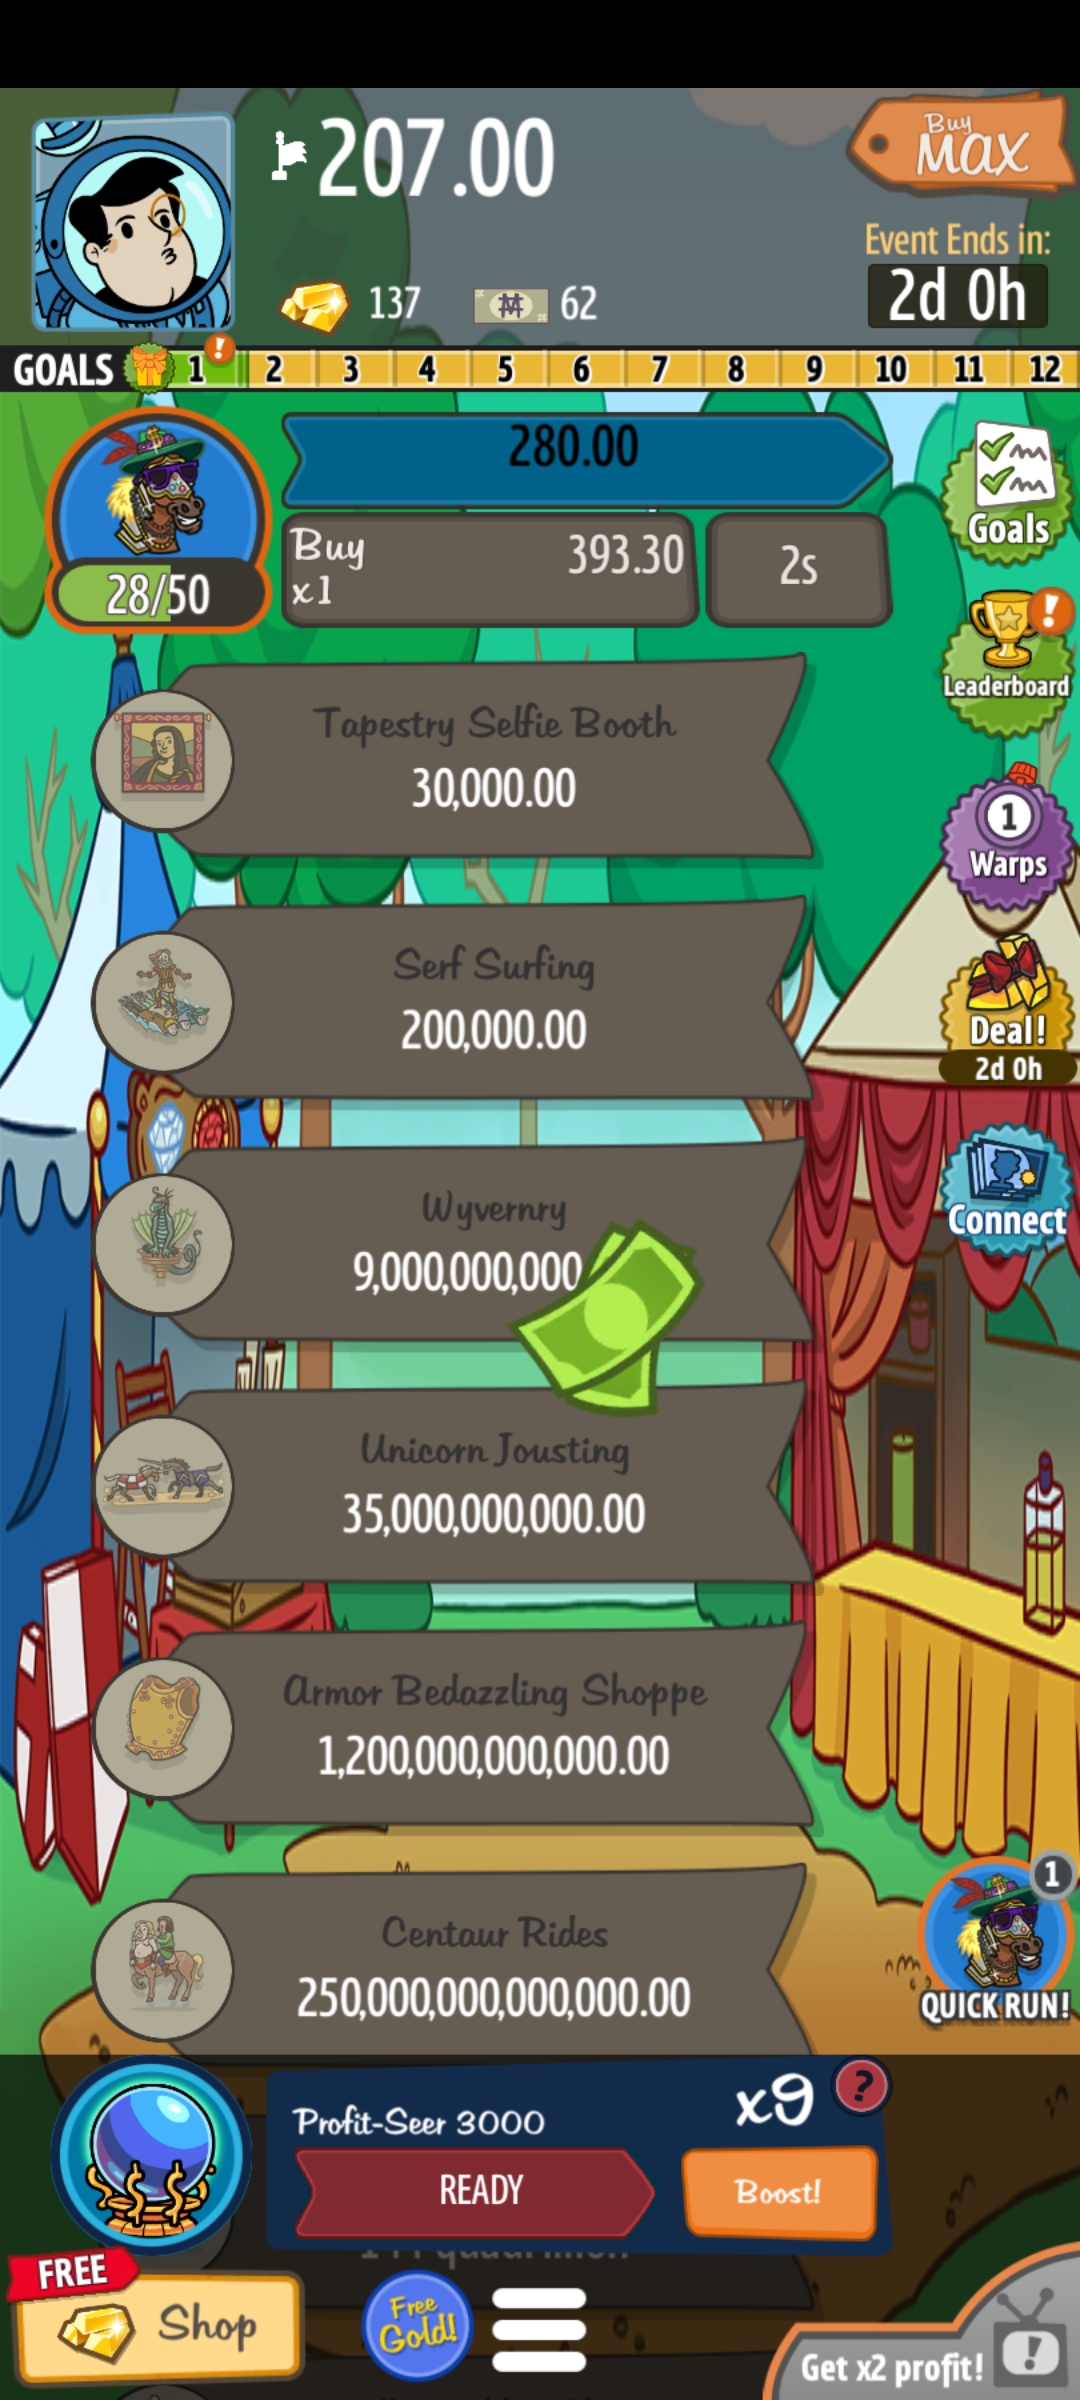 207.00
Buy
MAX
Event Ends in:
2d 0h
137
62
GOALS 1 ! 2 3 4 5 6 7 8 9 10 11 12
280.00
28/50
Buy
x1
393.30
2s
Goals
!
Leaderboard
Tapestry Selfie Booth
30,000.00
1
Warps
Serf Surfing
200,000.00
Deal!
2d 0h
Wyvernry
9,000,000,000
Connect
Unicorn Jousting
35,000,000,000.00
Armor Bedazzling Shoppe
1,200,000,000,000.00
Centaur Rides
250,000,000,000,000.00
1
QUICK RUN!
Profit-Seer 3000
x9
?
READY
Boost!
FREE
Shop
Free
Gold!
Get x2 profit!
!